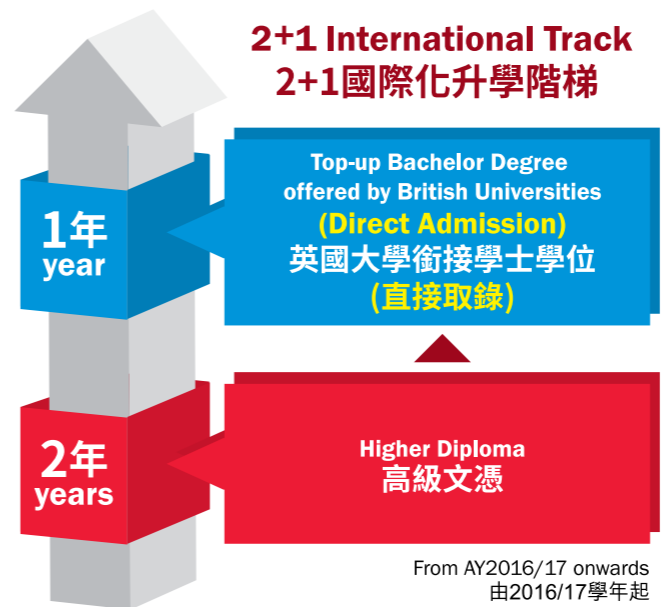 2+1 International Track
2+1國際化升學階梯
1年
year
Top-up Bachelor Degree
offered by British Universities
(Direct Admission)
英國大學銜接學士學位
(直接取錄)
2年
years
Higher Diploma
高級文憑
From AY2016/17 onwards
由2016/17學年起